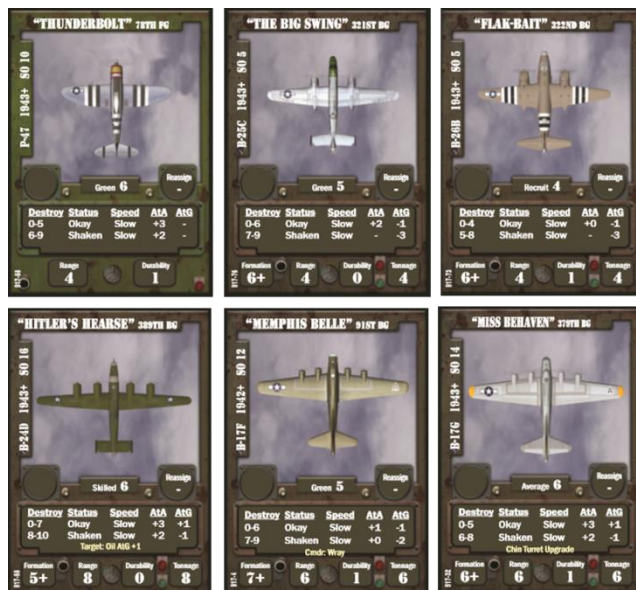 "THUNDERBOLT" 78TH FG
P-47 1943+ SO 10
Green 6
Reassign
-
Destroy Status Speed AtA AtG
0-5 Okay Slow +3 -
6-9 Shaken Slow +2 -
Range Durability
4 1
"THE BIG SWING" 321ST BG
B-25C 1943+ SO 5
Green 5
Reassign
-
Destroy Status Speed AtA AtG
0-6 Okay Slow +2 -1
7-9 Shaken Slow - -3
Formation Range Durability Tonnage
6+ 4 0 4
"FLAK-BAIT" 322ND BG
B-26B 1943+ SO 5
Recruit 4
Reassign
-
Destroy Status Speed AtA AtG
0-4 Okay Slow +0 -1
5-8 Shaken Slow - -3
Formation Range Durability Tonnage
6+ 4 1 4
"HITLER'S HEARSE" 389TH BG
B-24D 1943+ SO 16
Skilled 6
Reassign
-
Destroy Status Speed AtA AtG
0-7 Okay Slow +3 +1
8-10 Shaken Slow +2 -1
Target: Oil AtG +1
Formation Range Durability Tonnage
5+ 8 0 8
"MEMPHIS BELLE" 91ST BG
B-17F 1942+ SO 12
Green 5
Reassign
-
Destroy Status Speed AtA AtG
0-6 Okay Slow +1 -1
7-9 Shaken Slow +0 -2
Cmdr: Wray
Formation Range Durability Tonnage
7+ 6 1 6
B17-4
"MISS BEHAVEN" 379TH BG
B-17G 1943+ SO 14
Average 6
Reassign
-
Destroy Status Speed AtA AtG
0-5 Okay Slow +3 +1
6-8 Shaken Slow +2 -1
Chin Turret Upgrade
Formation Range Durability Tonnage
6+ 6 1 6